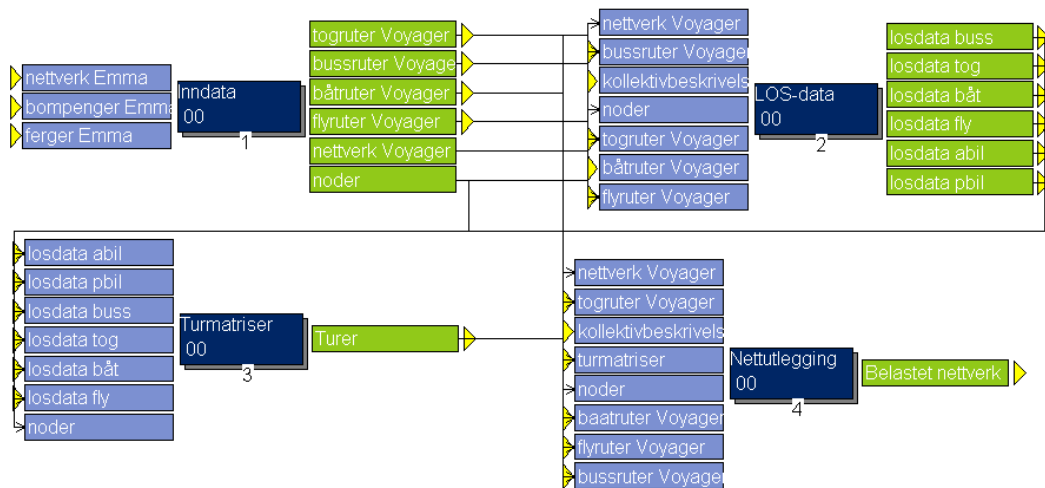 nettverk Emma
bompenger Emma
ferger Emma
Inndata
00
1
togruter Voyager
bussruter Voyage
båtruter Voyager
flyruter Voyager
nettverk Voyager
noder
nettverk Voyager
bussruter Voyager
kollektivbeskrivels
noder
togruter Voyager
båtruter Voyager
flyruter Voyager
LOS-data
00
2
losdata buss
losdata tog
losdata båt
losdata fly
losdata abil
losdata pbil
losdata abil
losdata pbil
losdata buss
losdata tog
losdata båt
losdata fly
noder
Turmatriser
00
3
Turer
nettverk Voyager
togruter Voyager
kollektivbeskrivels
turmatriser
noder
baatruter Voyager
flyruter Voyager
bussruter Voyager
Nettutlegging
00
4
Belastet nettverk